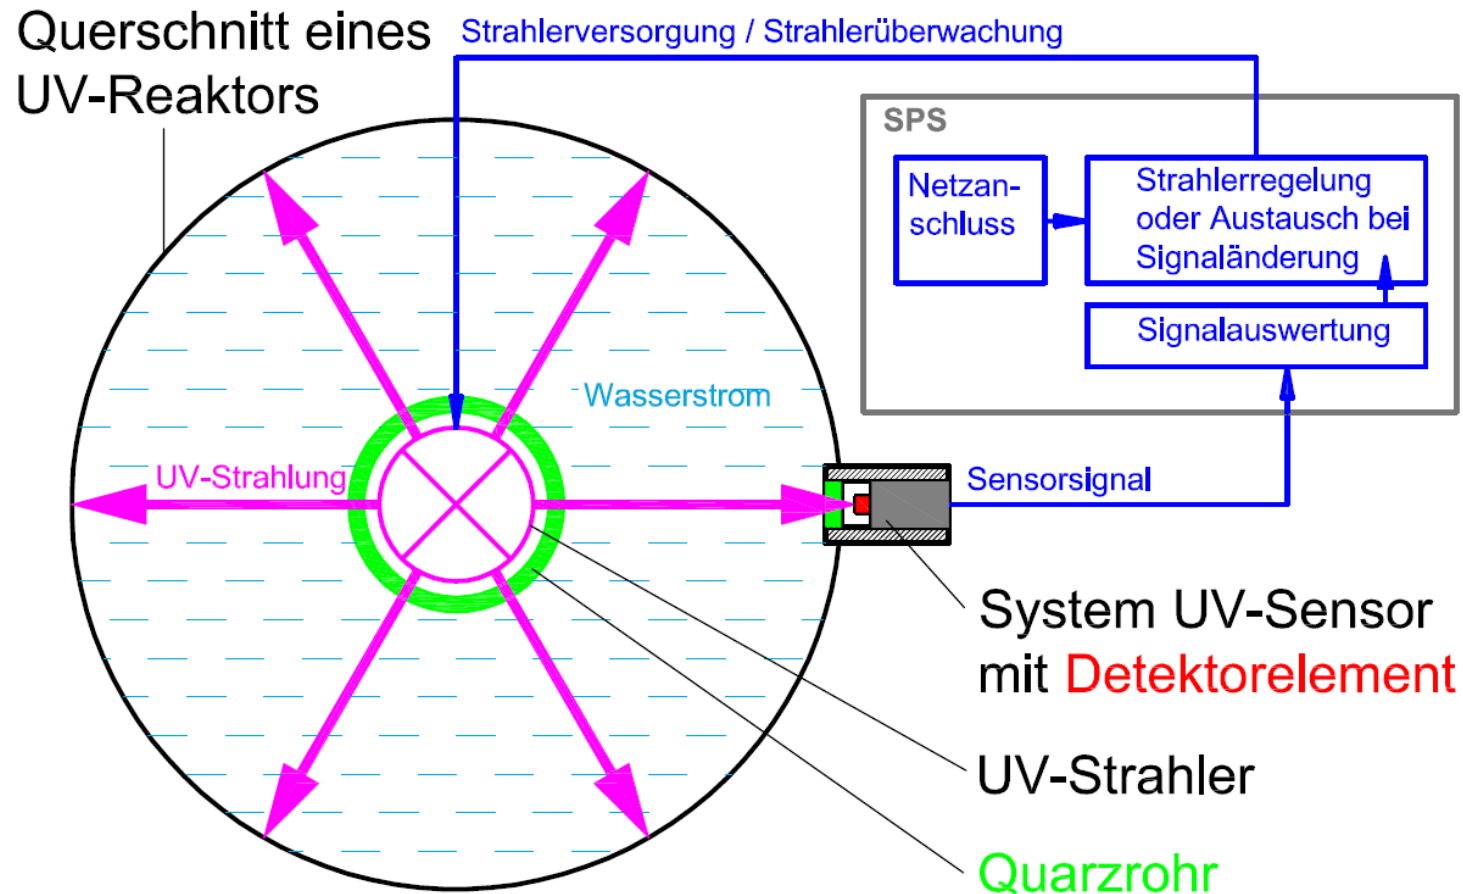 Querschnitt eines
UV-Reaktors
Strahlerversorgung / Strahlerüberwachung
SPS
Netzan-
schluss
Strahlerregelung
oder Austausch bei
Signaländerung
Signalauswertung
Wasserstrom
UV-Strahlung
Sensorsignal
System UV-Sensor
mit Detektorelement
UV-Strahler
Quarzrohr